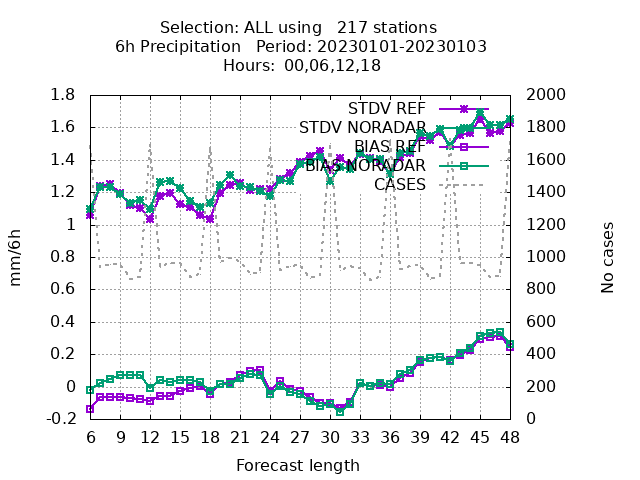 Selection: ALL using 217 stations
6h Precipitation Period: 20230101-20230103
Hours: 00,06,12,18
1.8
1.6
1.4
1.2
1
0.8
0.6
0.4
0.2
0
-0.2
mm/6h
STDV REF
STDV NORADAR
BIAS REF
BIAS NORADAR
CASES
2000
1800
1600
1400
1200
1000
800
600
400
200
0
No cases
6 9 12 15 18 21 24 27 30 33 36 39 42 45 48
Forecast length